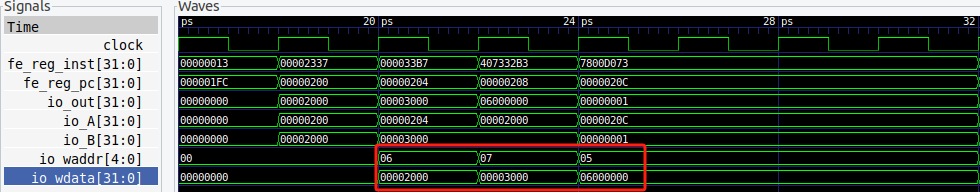 Signals
Waves
Time
ps 20 ps 24 ps 28 ps 32
clock
fe_reg_inst[31:0] 00000013 00002337 000033B7 407332B3 7800D073
fe_reg_pc[31:0] 000001FC 00000200 00000204 00000208 0000020C
io_out[31:0] 00000000 00002000 00003000 06000000 00000001
io_A[31:0] 00000000 00000200 00000204 00002000 0000020C
io_B[31:0] 00000000 00002000 00003000 00000001
io_waddr[4:0] 00 06 07 05
io_wdata[31:0] 00000000 00002000 00003000 06000000